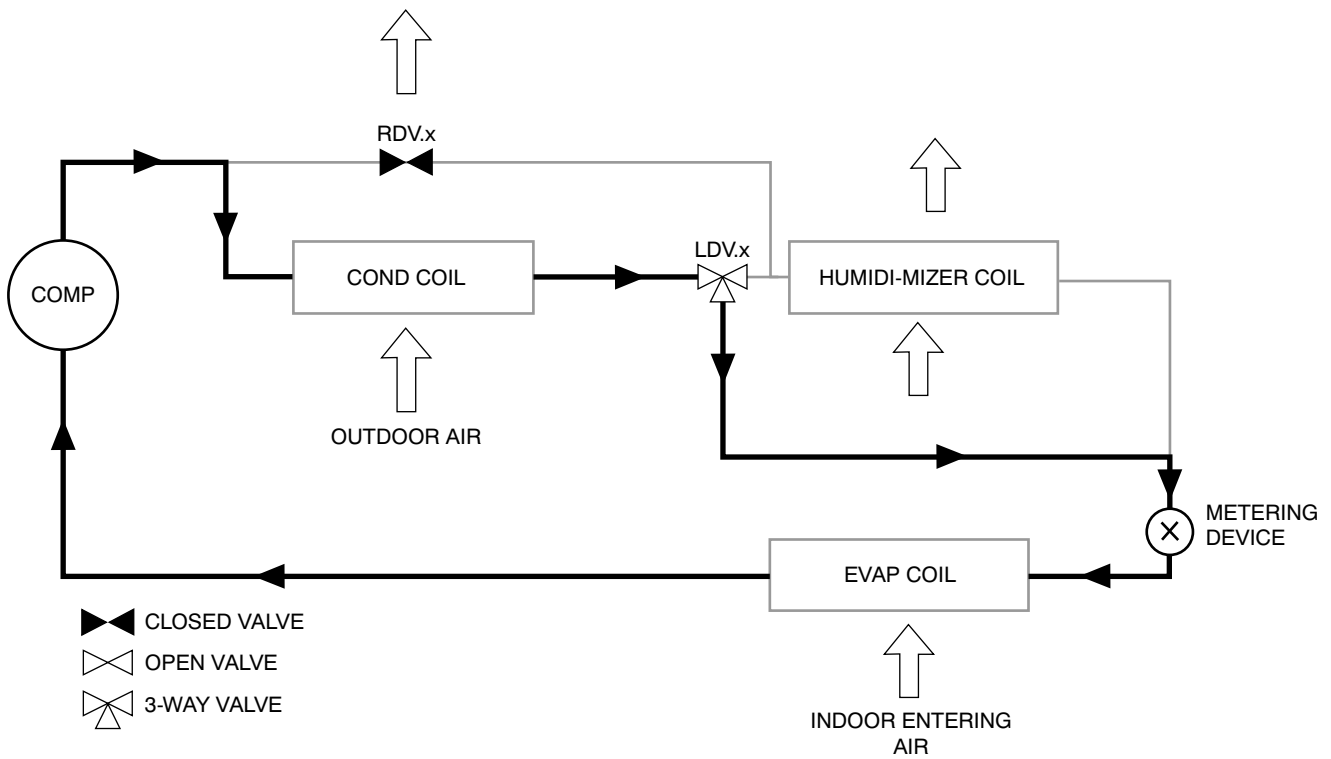 RDV.x
LDV.x
COMP
COND COIL
HUMIDI-MIZER COIL
OUTDOOR AIR
METERING
DEVICE
EVAP COIL
CLOSED VALVE
OPEN VALVE
3-WAY VALVE
INDOOR ENTERING
AIR